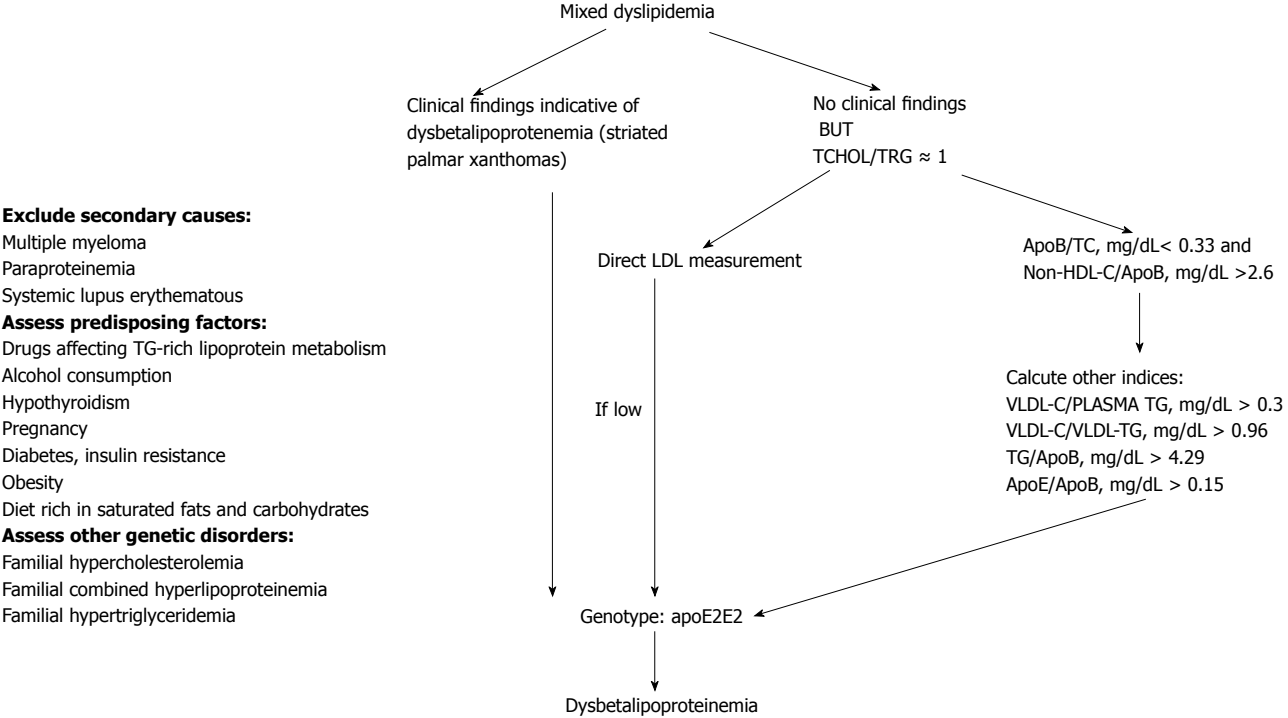 Mixed dyslipidemia
Clinical findings indicative of
dysbetalipoprotenemia (striated
palmar xanthomas)
No clinical findings
BUT
TCHOL/TRG ≈ 1
Exclude secondary causes:
Multiple myeloma
Paraproteinemia
Systemic lupus erythematous
Assess predisposing factors:
Drugs affecting TG-rich lipoprotein metabolism
Alcohol consumption
Hypothyroidism
Pregnancy
Diabetes, insulin resistance
Obesity
Diet rich in saturated fats and carbohydrates
Assess other genetic disorders:
Familial hypercholesterolemia
Familial combined hyperlipoproteinemia
Familial hypertriglyceridemia
Direct LDL measurement
If low
ApoB/TC, mg/dL< 0.33 and
Non-HDL-C/ApoB, mg/dL >2.6
Calcute other indices:
VLDL-C/PLASMA TG, mg/dL > 0.3
VLDL-C/VLDL-TG, mg/dL > 0.96
TG/ApoB, mg/dL > 4.29
ApoE/ApoB, mg/dL > 0.15
Genotype: apoE2E2
Dysbetalipoproteinemia